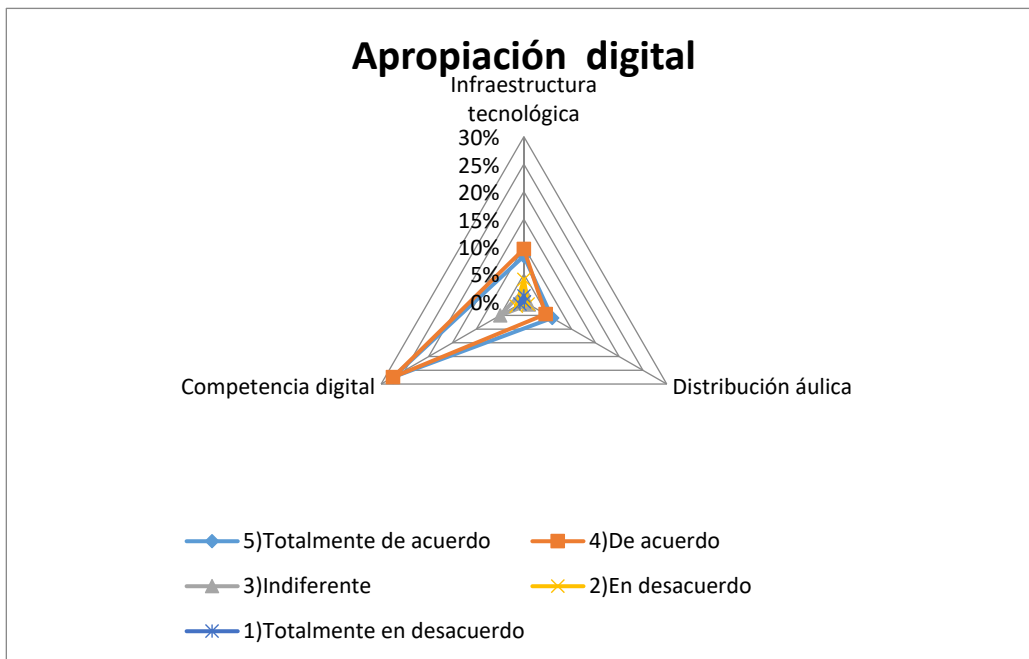 Apropiación  digital
Infraestructura
tecnológica
30%
25%
20%
15%
10%
5%
0%
Competencia digital
Distribución áulica
5)Totalmente de acuerdo
4)De acuerdo
3)Indiferente
2)En desacuerdo
1)Totalmente en desacuerdo